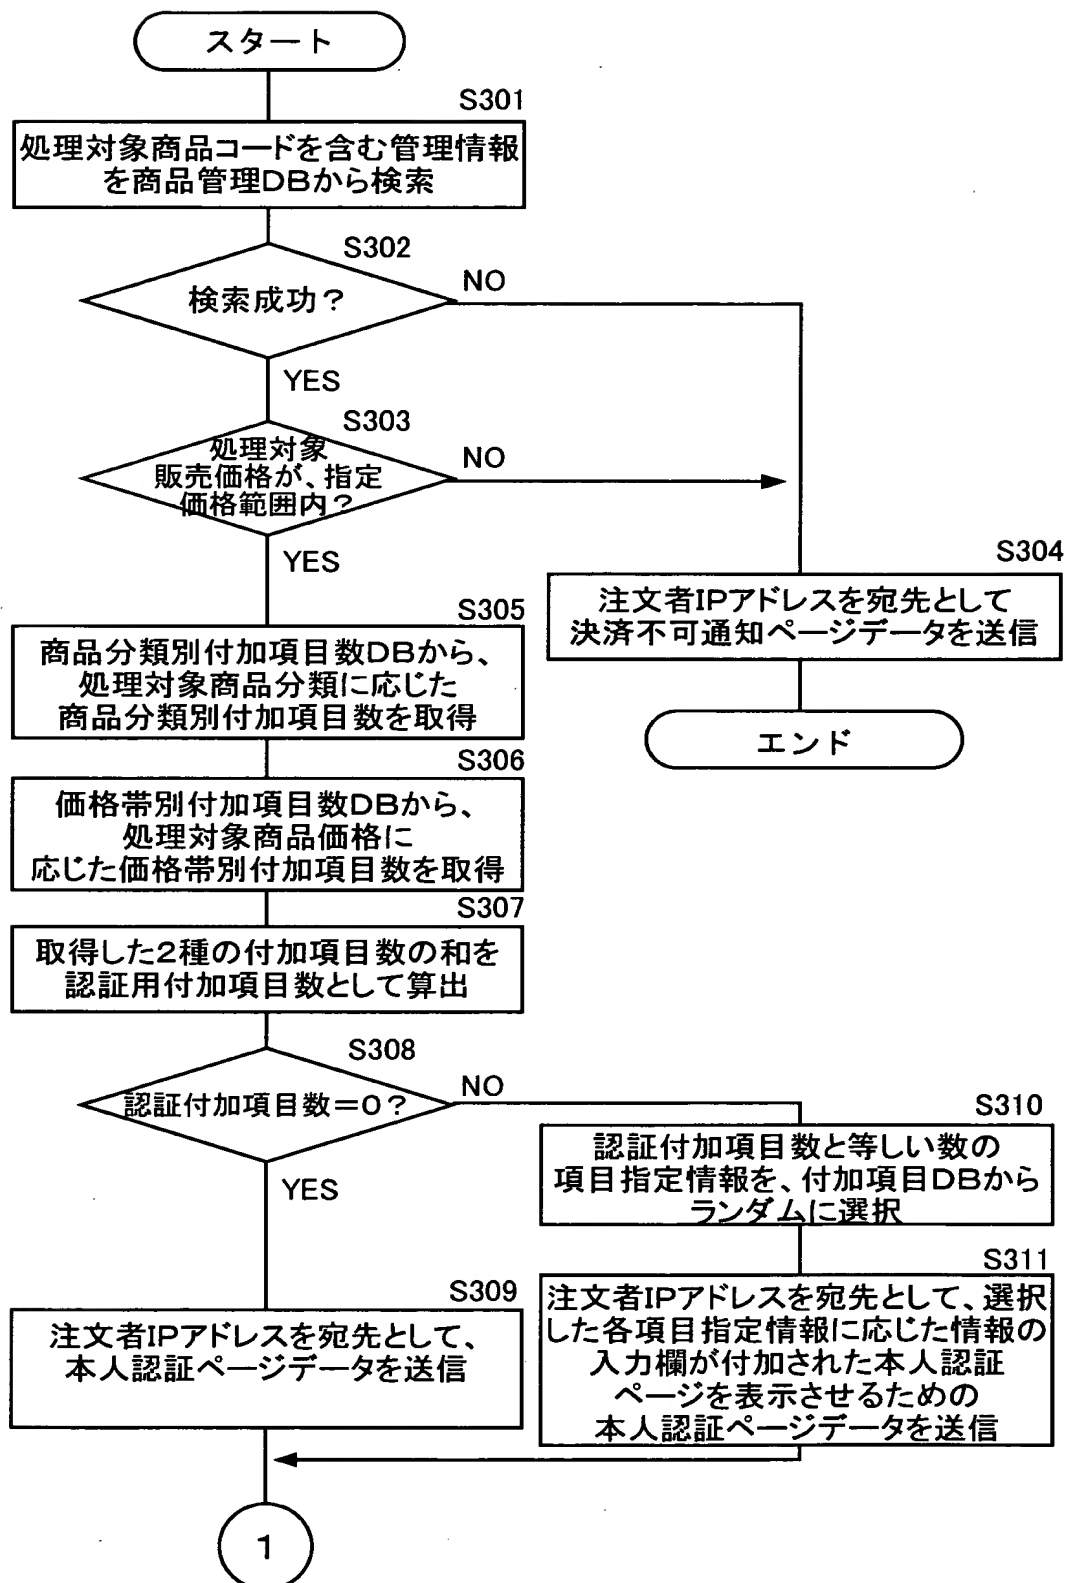 スタート
S301
処理対象商品コードを含む管理情報
を商品管理DBから検索
S302
検索成功?
NO
YES
S303
処理対象
販売価格が、指定
価格範囲内?
NO
YES
S304
注文者IPアドレスを宛先として
決済不可通知ページデータを送信
エンド
S305
商品分類別付加項目数DBから、
処理対象商品分類に応じた
商品分類別付加項目数を取得
S306
価格帯別付加項目数DBから、
処理対象商品価格に
応じた価格帯別付加項目数を取得
S307
取得した2種の付加項目数の和を
認証用付加項目数として算出
S308
認証付加項目数=0?
NO
YES
S310
認証付加項目数と等しい数の
項目指定情報を、付加項目DBから
ランダムに選択
S309
注文者IPアドレスを宛先として、
本人認証ページデータを送信
S311
注文者IPアドレスを宛先として、選択
した各項目指定情報に応じた情報の
入力欄が付加された本人認証
ページを表示させるための
本人認証ページデータを送信
1